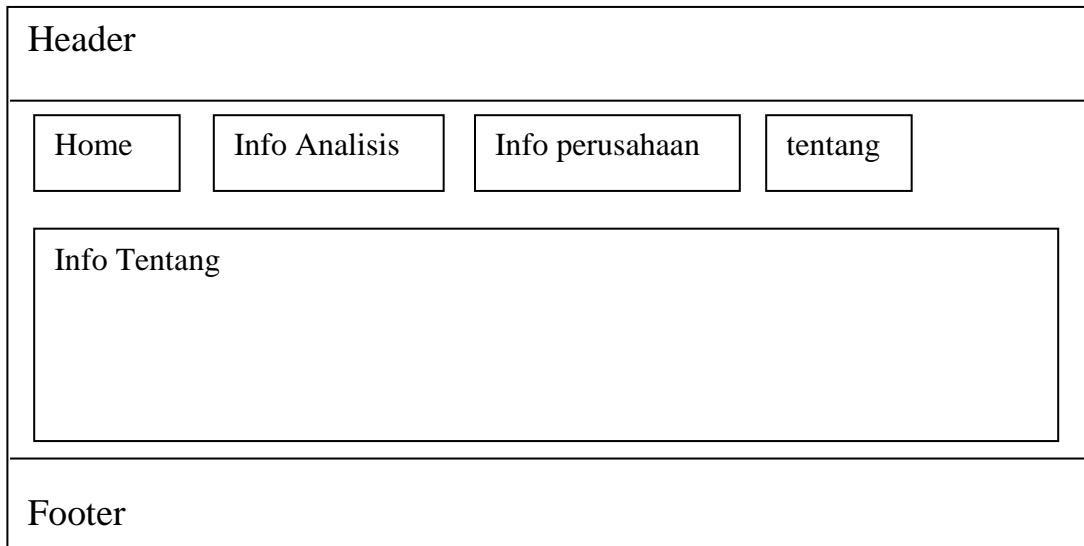 Header
Home
Info Analisis
Info perusahaan
tentang
Info Tentang
Footer